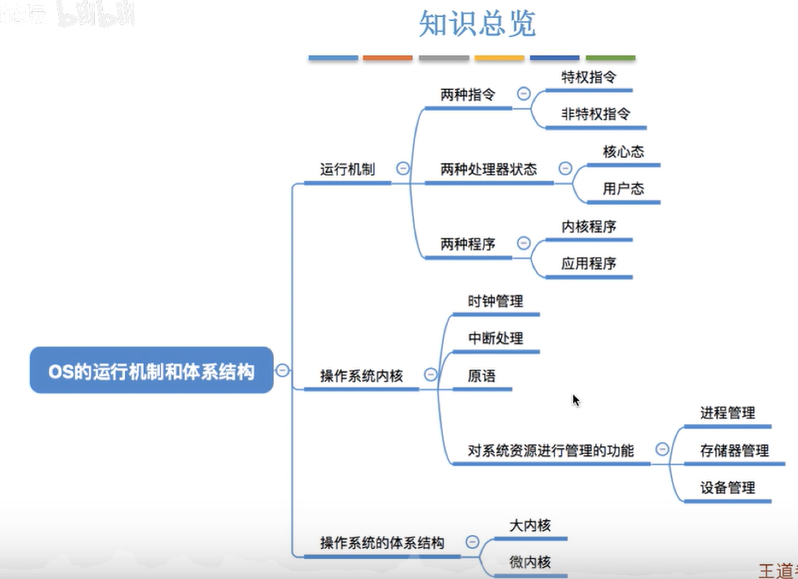 bilibili
知识总览
OS的运行机制和体系结构
运行机制
两种指令
特权指令
非特权指令
两种处理器状态
核心态
用户态
两种程序
内核程序
应用程序
操作系统内核
时钟管理
中断处理
原语
对系统资源进行管理的功能
进程管理
存储器管理
设备管理
操作系统的体系结构
大内核
微内核
王道